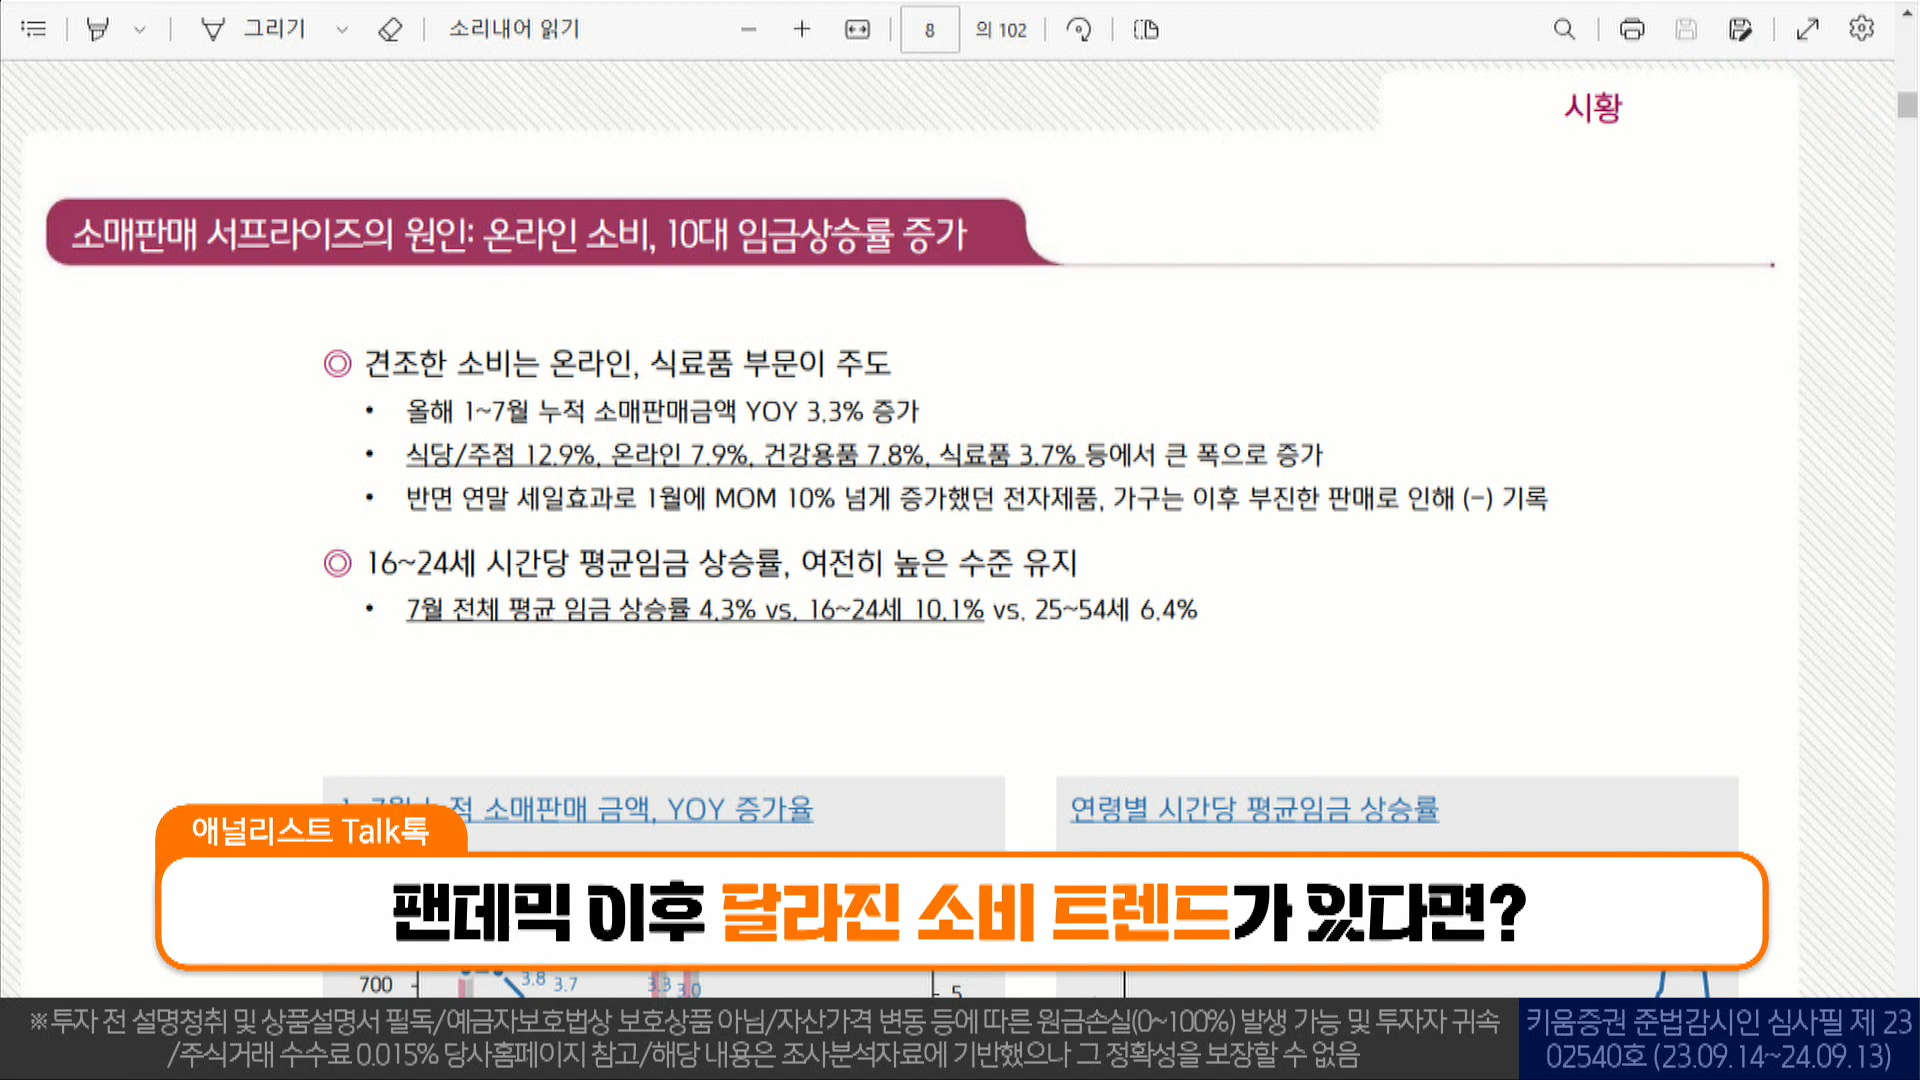 그리기
소리내어 읽기
8
의 102
시황
소매판매 서프라이즈의 원인: 온라인 소비, 10대 임금상승률 증가
◎ 견조한 소비는 온라인, 식료품 부문이 주도
• 올해 1~7월 누적 소매판매금액 YOY 3.3% 증가
• 식당/주점 12.9%, 온라인 7.9%, 건강용품 7.8%, 식료품 3.7% 등에서 큰 폭으로 증가
• 반면 연말 세일효과로 1월에 MOM 10% 넘게 증가했던 전자제품, 가구는 이후 부진한 판매로 인해 (-) 기록
◎ 16~24세 시간당 평균임금 상승률, 여전히 높은 수준 유지
• 7월 전체 평균 임금 상승률 4.3% vs. 16~24세 10.1% vs. 25~54세 6.4%
소매판매 금액, YOY 증가율
연령별 시간당 평균임금 상승률
애널리스트 Talk톡
팬데믹 이후 달라진 소비 트렌드가 있다면?
700
3.8 3.7
3.3 3.0
5
※투자 전 설명청취 및 상품설명서 필독/예금자보호법상 보호상품 아님/자산가격 변동 등에 따른 원금손실(0~100%) 발생 가능 및 투자자 귀속
/주식거래 수수료 0.015% 당사홈페이지 참고/해당 내용은 조사분석자료에 기반했으나 그 정확성을 보장할 수 없음
키움증권 준법감시인 심사필 제 23
02540호 (23.09.14~24.09.13)